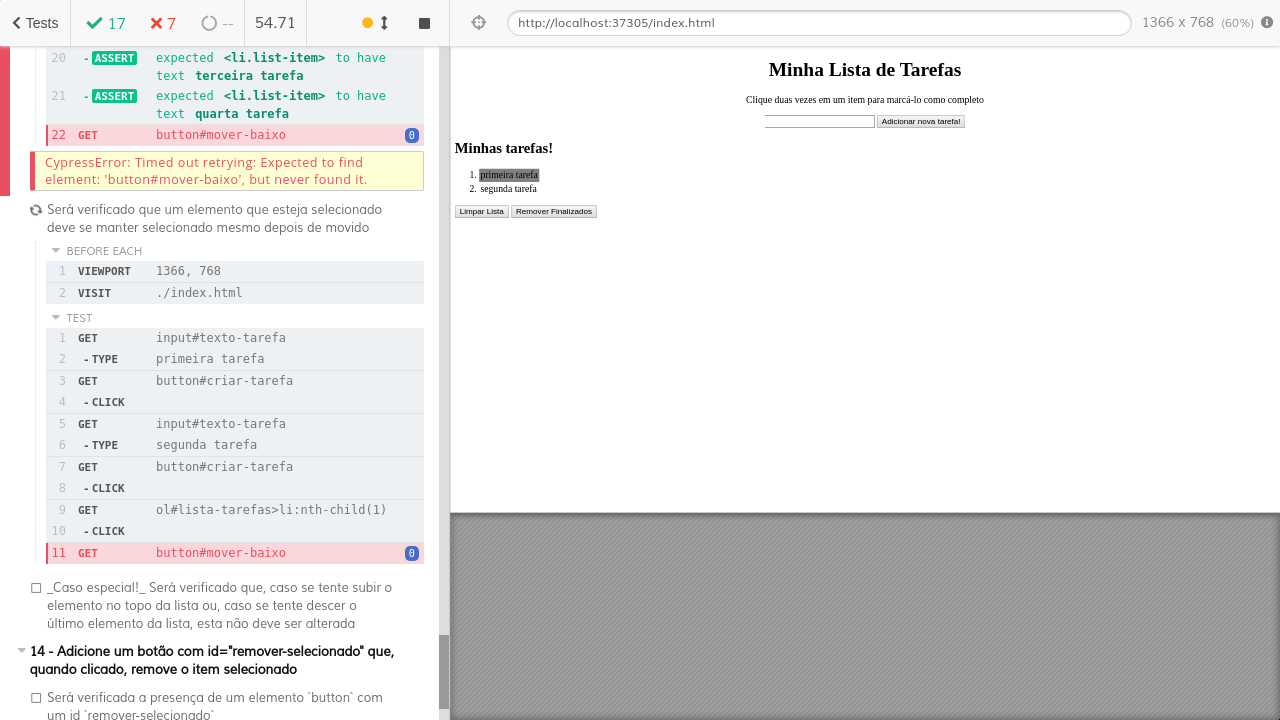 Tests
17
7
--
54.71
http://localhost:37305/index.html
1366 x 768 (60%)
20 - ASSERT expected <li.list-item> to have
text terceira tarefa
21 - ASSERT expected <li.list-item> to have
text quarta tarefa
22 GET button#mover-baixo 0
CypressError: Timed out retrying: Expected to find
element: 'button#mover-baixo', but never found it.
Será verificado que um elemento que esteja selecionado
deve se manter selecionado mesmo depois de movido
BEFORE EACH
1 VIEWPORT 1366, 768
2 VISIT ./index.html
TEST
1 GET input#texto-tarefa
2 - TYPE primeira tarefa
3 GET button#criar-tarefa
4 - CLICK
5 GET input#texto-tarefa
6 - TYPE segunda tarefa
7 GET button#criar-tarefa
8 - CLICK
9 GET ol#lista-tarefas>li:nth-child(1)
10 - CLICK
11 GET button#mover-baixo 0
_Caso especial!_ Será verificado que, caso se tente subir o
elemento no topo da lista ou, caso se tente descer o
último elemento da lista, esta não deve ser alterada
14 - Adicione um botão com id="remover-selecionado" que,
quando clicado, remove o item selecionado
Será verificada a presença de um elemento `button` com
um id `remover-selecionado`
Minha Lista de Tarefas
Clique duas vezes em um item para marcá-lo como completo
Adicionar nova tarefa!
Minhas tarefas!
1. primeira tarefa
2. segunda tarefa
Limpar Lista Remover Finalizados